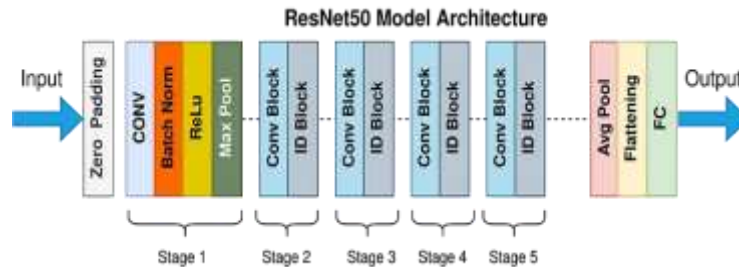 ResNet50 Model Architecture
Input
Zero Padding
CONV
Batch Norm
ReLu
Max Pool
Conv Block
ID Block
Conv Block
ID Block
Conv Block
ID Block
Conv Block
ID Block
Avg Pool
Flattening
FC
Output
Stage 1
Stage 2
Stage 3
Stage 4
Stage 5